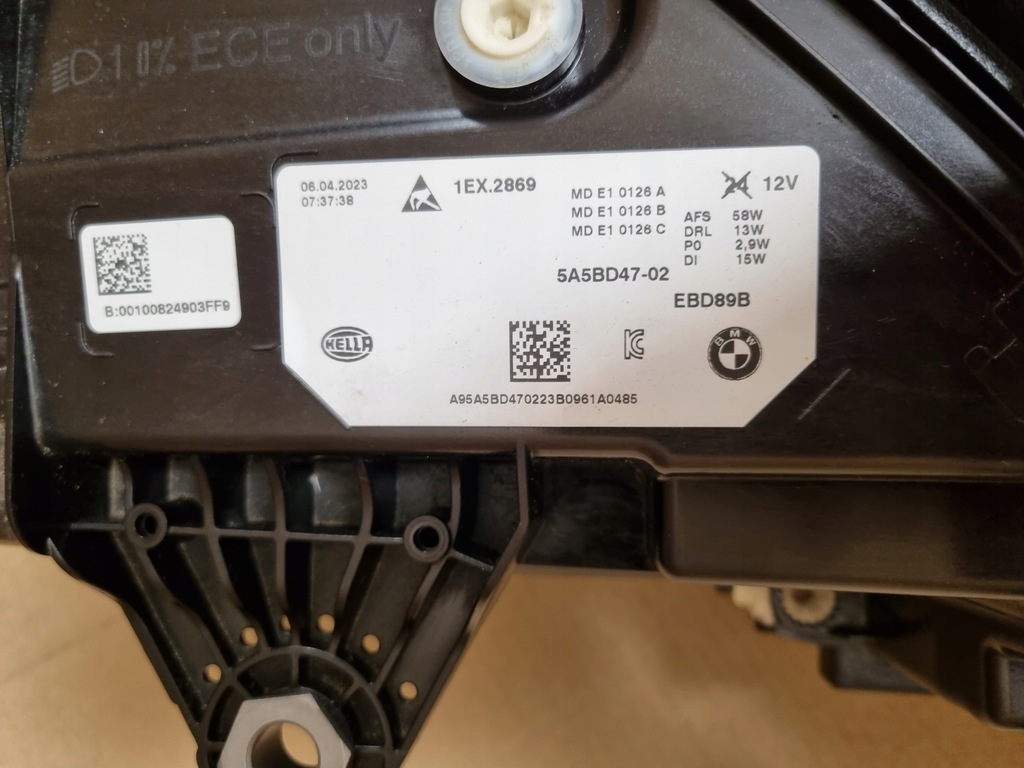 1.0% ECE only
06.04.2023
07:37:38
1EX.2869
MD E1 0126 A
MD E1 0126 B
MD E1 0126 C
24 12V
AFS 58W
DRL 13W
P0 2,9W
DI 15W
5A5BD47-02
EBD89B
B:00100824903FF9
HELLA
BMW
A95A5BD470223B0961A0485